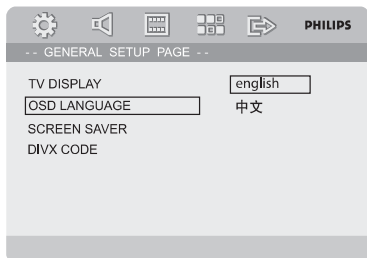 PHILIPS
-- GENERAL SETUP PAGE --
TV DISPLAY
english
OSD LANGUAGE
中文
SCREEN SAVER
DIVX CODE